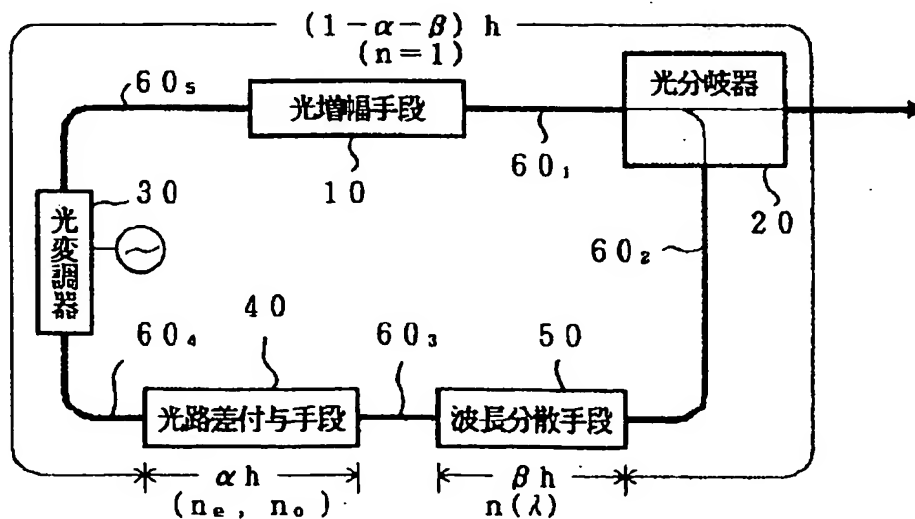 (1-α-β)h
(n=1)
60₅
光増幅手段
光分岐器
10
60₁
20
30
光変調器
60₂
40
60₄
60₃
50
光路差付与手段
波長分散手段
αh
βh
(nₑ, nₒ)
n(λ)